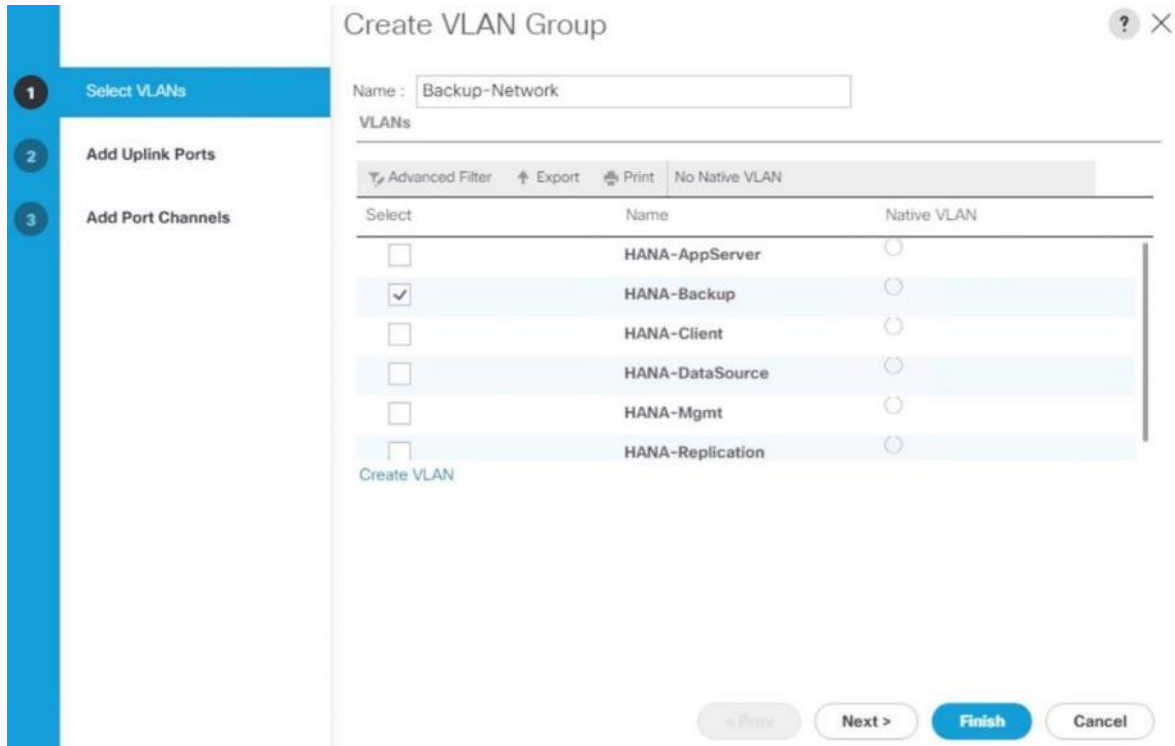 Create VLAN Group
?
1 Select VLANs
2 Add Uplink Ports
3 Add Port Channels
Name : Backup-Network
VLANs
Advanced Filter Export Print No Native VLAN
Select Name Native VLAN
HANA-AppServer
HANA-Backup
HANA-Client
HANA-DataSource
HANA-Mgmt
HANA-Replication
Create VLAN
< Prev Next > Finish Cancel